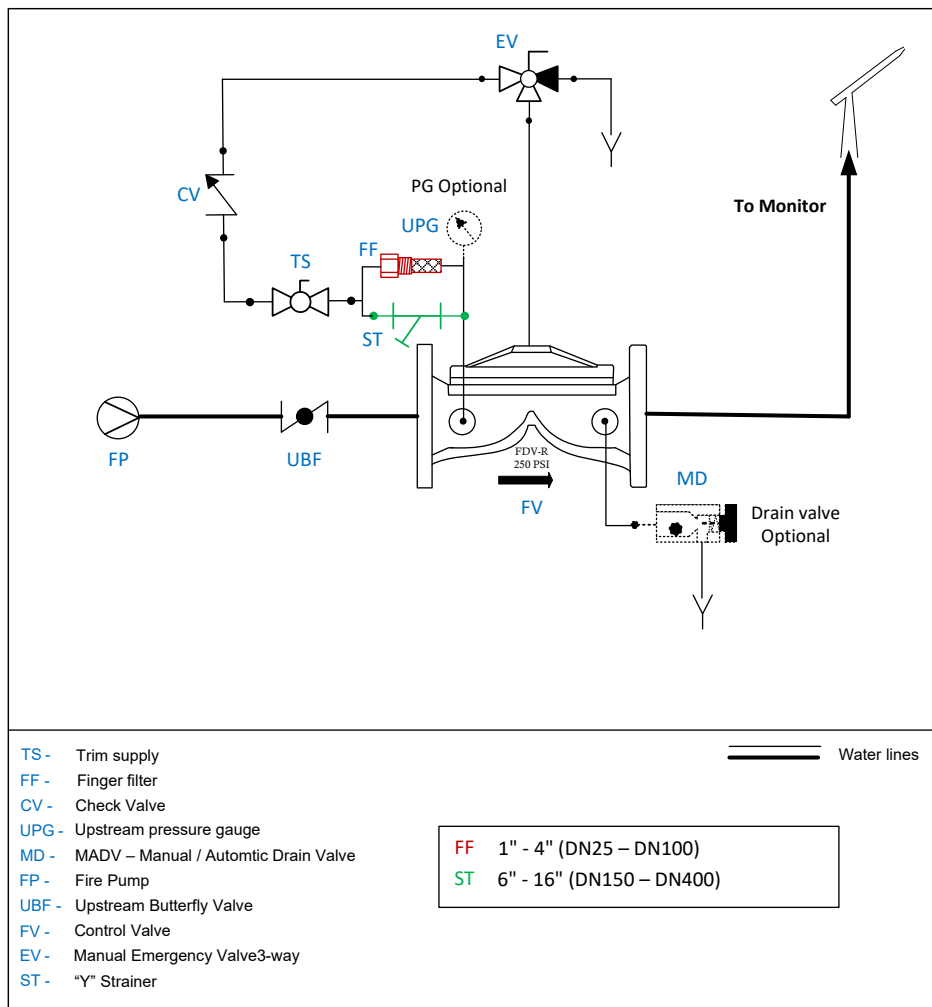 EV
PG Optional
CV
UPG
To Monitor
FF
TS
ST
FP
UBF
FDV-R
250 PSI
FV
MD
Drain valve
Optional
TS - Trim supply
FF - Finger filter
CV - Check Valve
UPG - Upstream pressure gauge
MD - MADV – Manual / Automtic Drain Valve
FP - Fire Pump
UBF - Upstream Butterfly Valve
FV - Control Valve
EV - Manual Emergency Valve3-way
ST - “Y” Strainer
Water lines
FF 1" - 4" (DN25 – DN100)
ST 6" - 16" (DN150 – DN400)